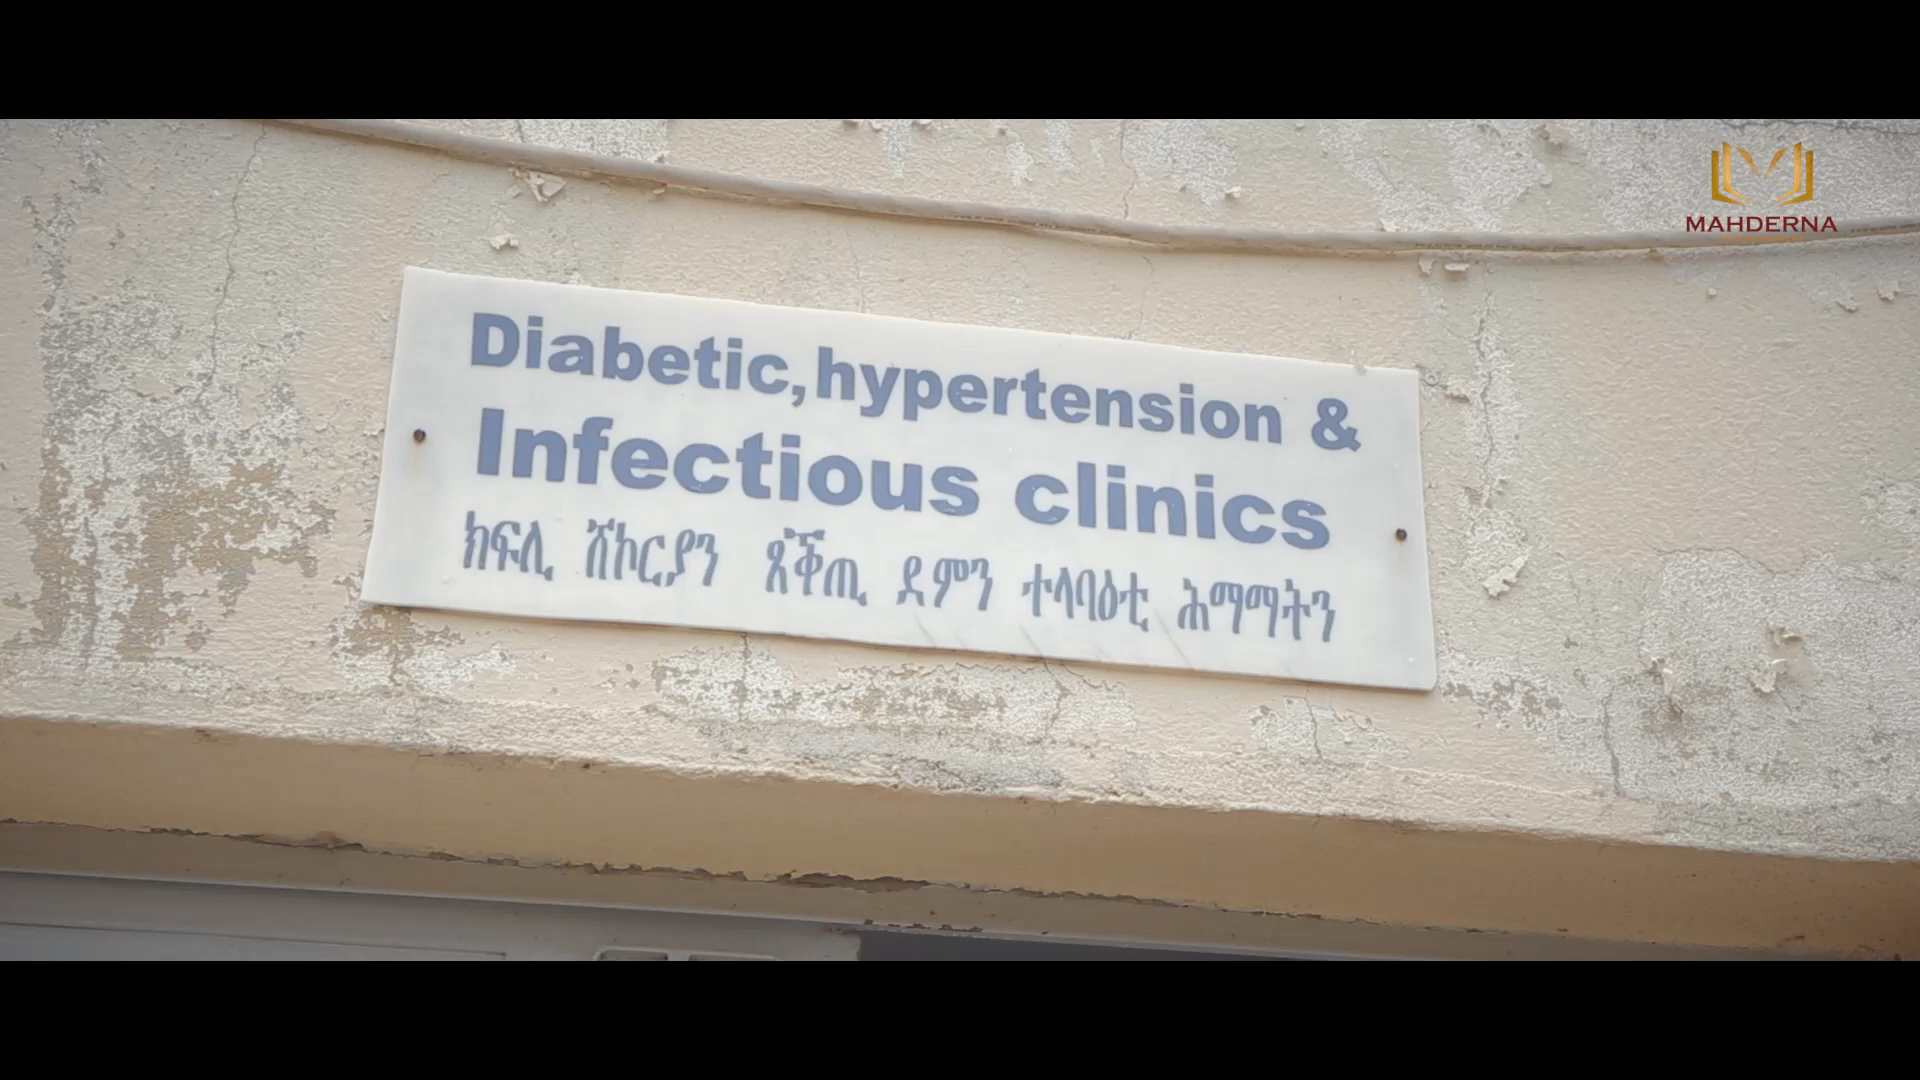 MAHDERNA
Diabetic, hypertension &
Infectious clinics
ክፍሊ ሽኮርያን ጸቕጢ ደምን ተላባዕቲ ሕማማትን